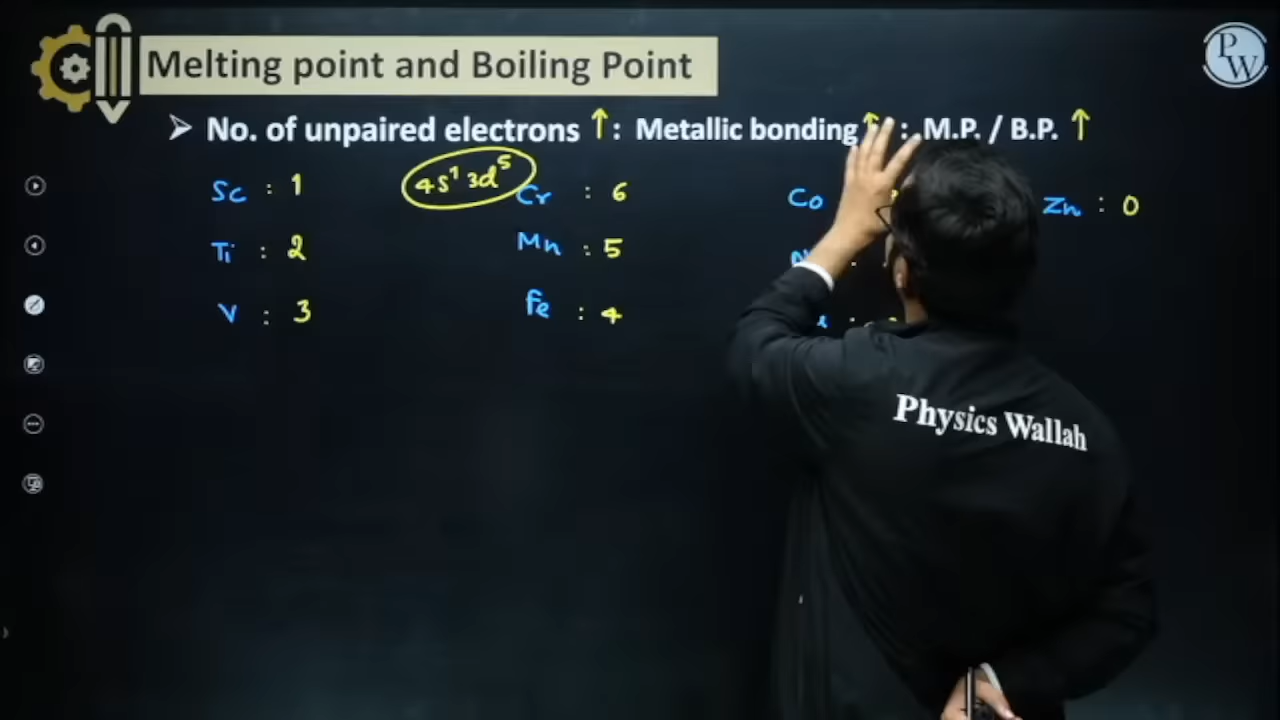 Melting point and Boiling Point
PW
➤ No. of unpaired electrons ↑ : Metallic bonding ↑ : M.P. / B.P. ↑
Sc : 1
4s¹ 3d⁵
Cr : 6
Co
Zn : 0
Ti : 2
Mn : 5
V : 3
Fe : 4
Physics Wallah